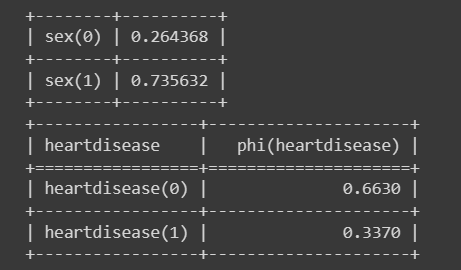 +--------+----------+
| sex(0) | 0.264368 |
+--------+----------+
| sex(1) | 0.735632 |
+--------+----------+
+-----------------+---------------------+
| heartdisease    |   phi(heartdisease) |
+=================+=====================+
| heartdisease(0) |              0.6630 |
+-----------------+---------------------+
| heartdisease(1) |              0.3370 |
+-----------------+---------------------+